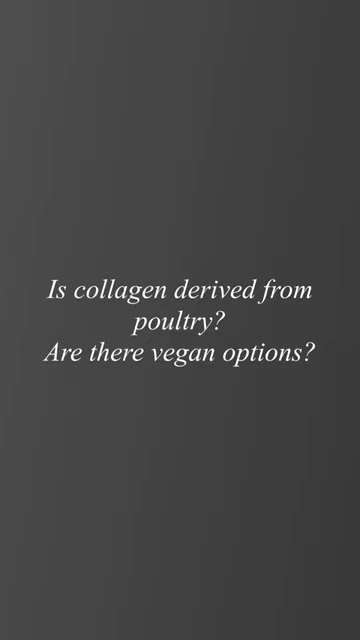 Is collagen derived from
poultry?
Are there vegan options?